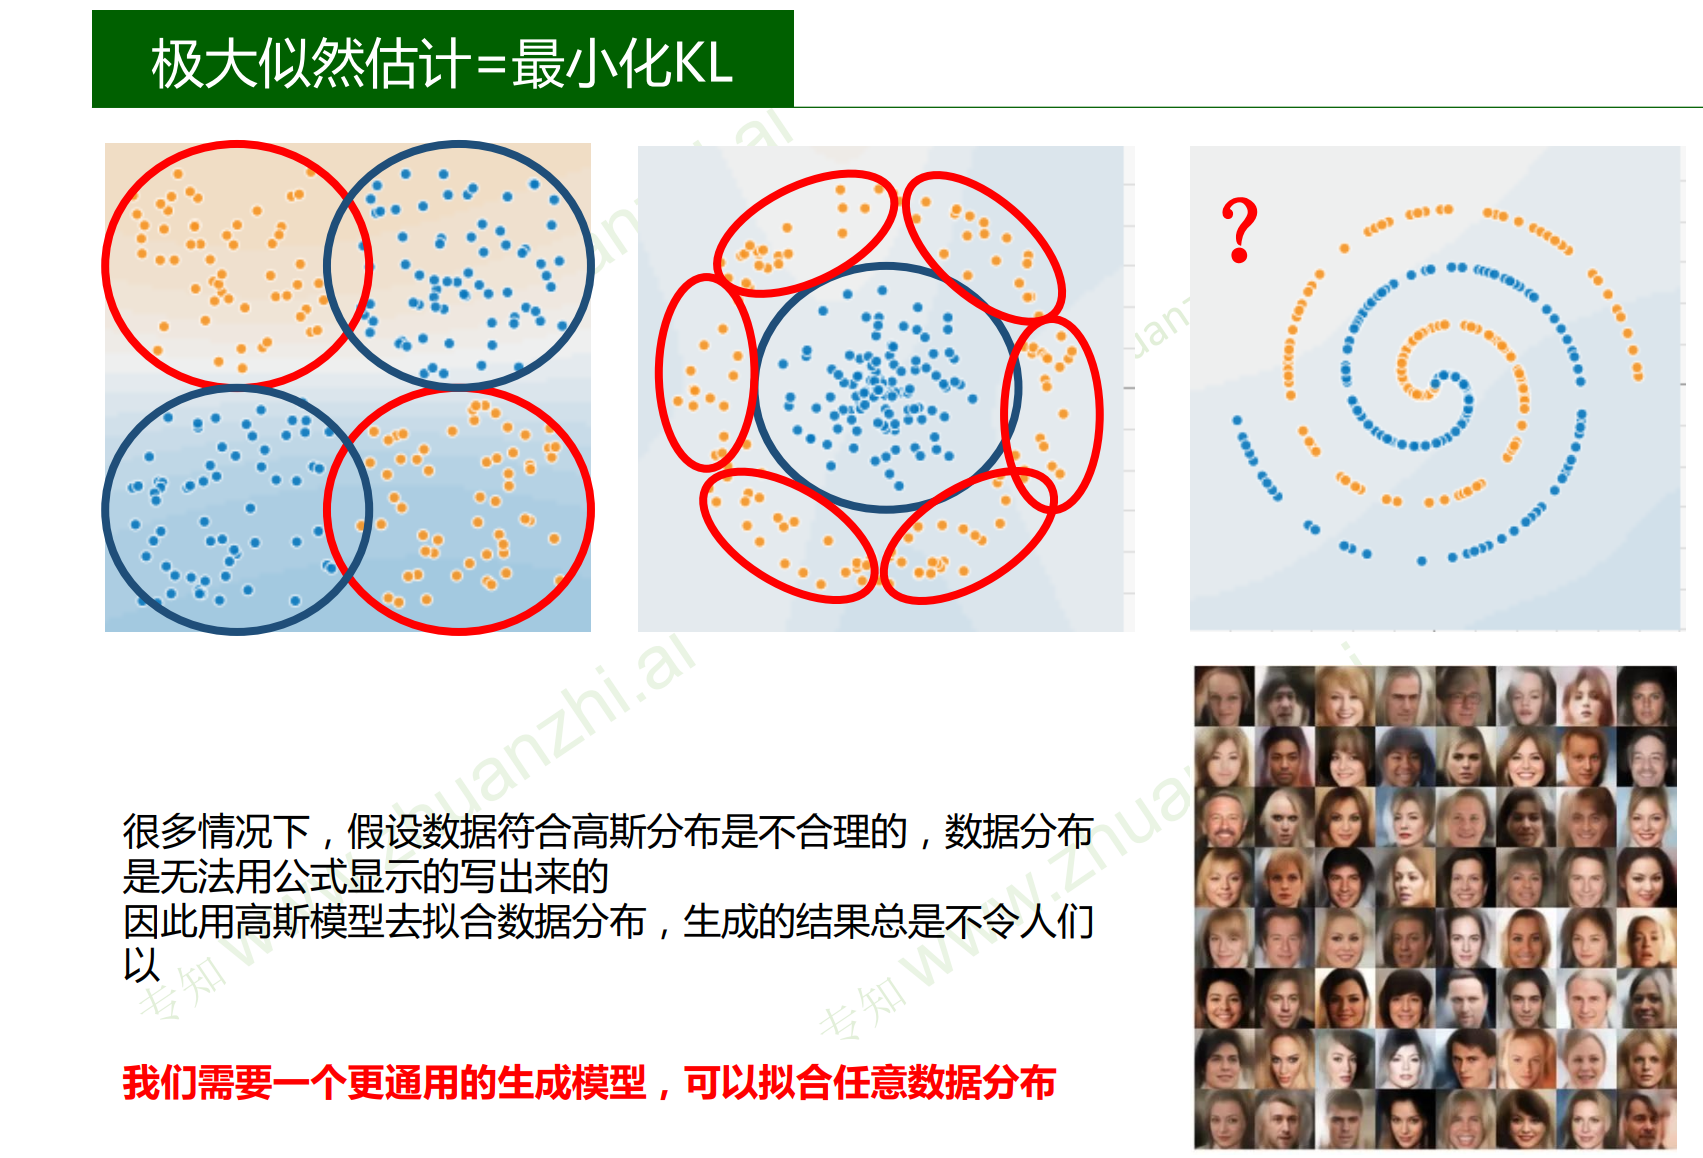 极大似然估计=最小化KL
?
很多情况下，假设数据符合高斯分布是不合理的，数据分布
是无法用公式显示的写出来的
因此用高斯模型去拟合数据分布，生成的结果总是不令人们
以
我们需要一个更通用的生成模型，可以拟合任意数据分布
专知 www.zhuanzhi.ai
专知 www.zhuanzhi.ai